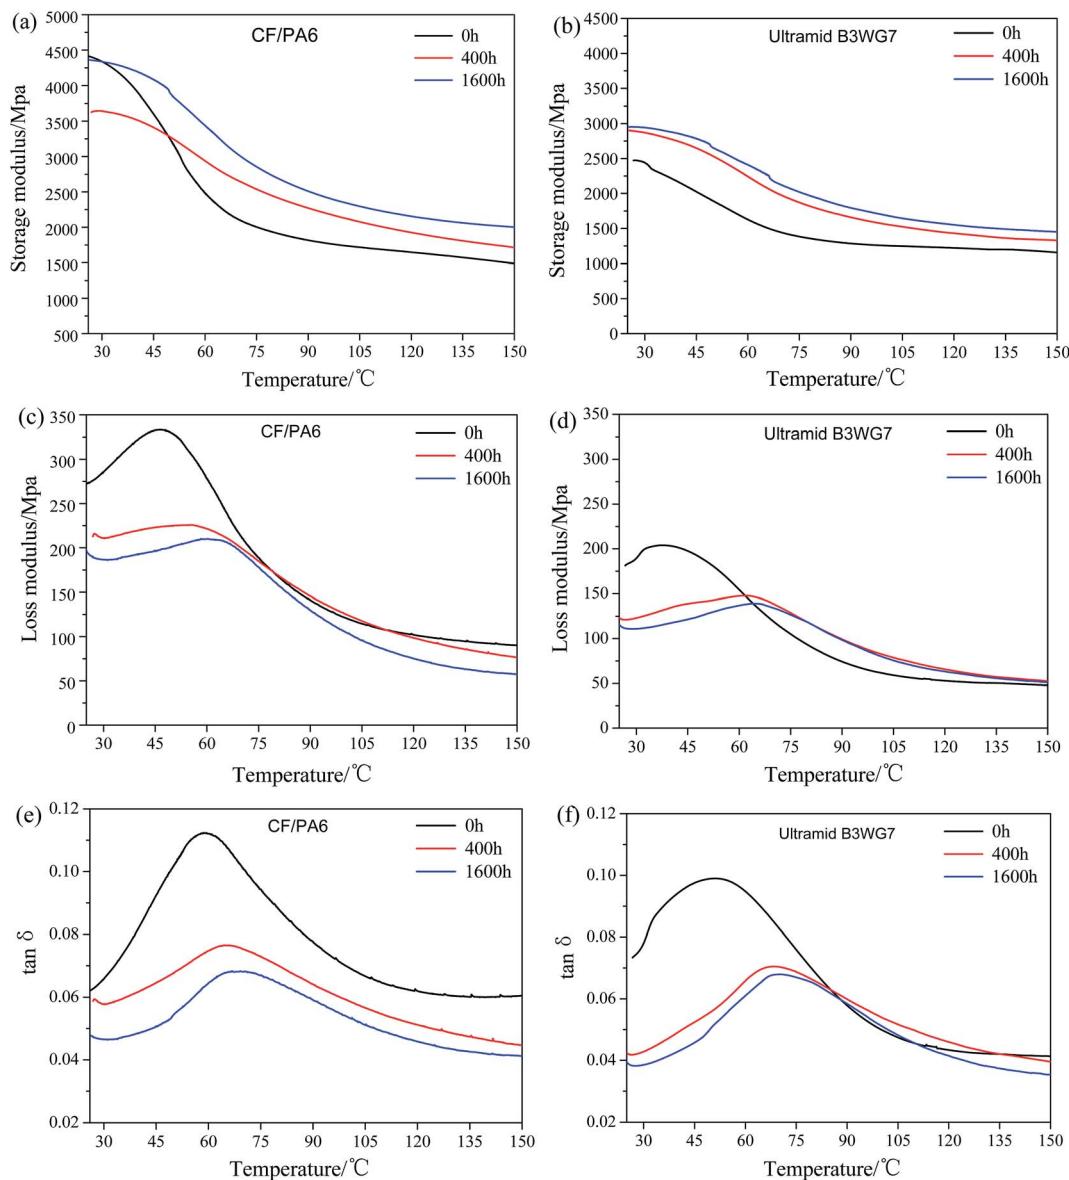 (a)
CF/PA6
0h
400h
1600h
5000
4500
4000
3500
3000
2500
2000
1500
1000
500
Storage modulus/Mpa
30 45 60 75 90 105 120 135 150
Temperature/℃
(b)
Ultramid B3WG7
0h
400h
1600h
4500
4000
3500
3000
2500
2000
1500
1000
500
0
Storage modulus/Mpa
30 45 60 75 90 105 120 135 150
Temperature/℃
(c)
CF/PA6
0h
400h
1600h
350
300
250
200
150
100
50
0
Loss modulus/Mpa
30 45 60 75 90 105 120 135 150
Temperature/℃
(d)
Ultramid B3WG7
0h
400h
1600h
350
300
250
200
150
100
50
0
Loss modulus/Mpa
30 45 60 75 90 105 120 135 150
Temperature/℃
(e)
CF/PA6
0h
400h
1600h
0.12
0.10
0.08
0.06
0.04
0.02
tan δ
30 45 60 75 90 105 120 135 150
Temperature/℃
(f)
Ultramid B3WG7
0h
400h
1600h
0.12
0.10
0.08
0.06
0.04
0.02
tan δ
30 45 60 75 90 105 120 135 150
Temperature/℃